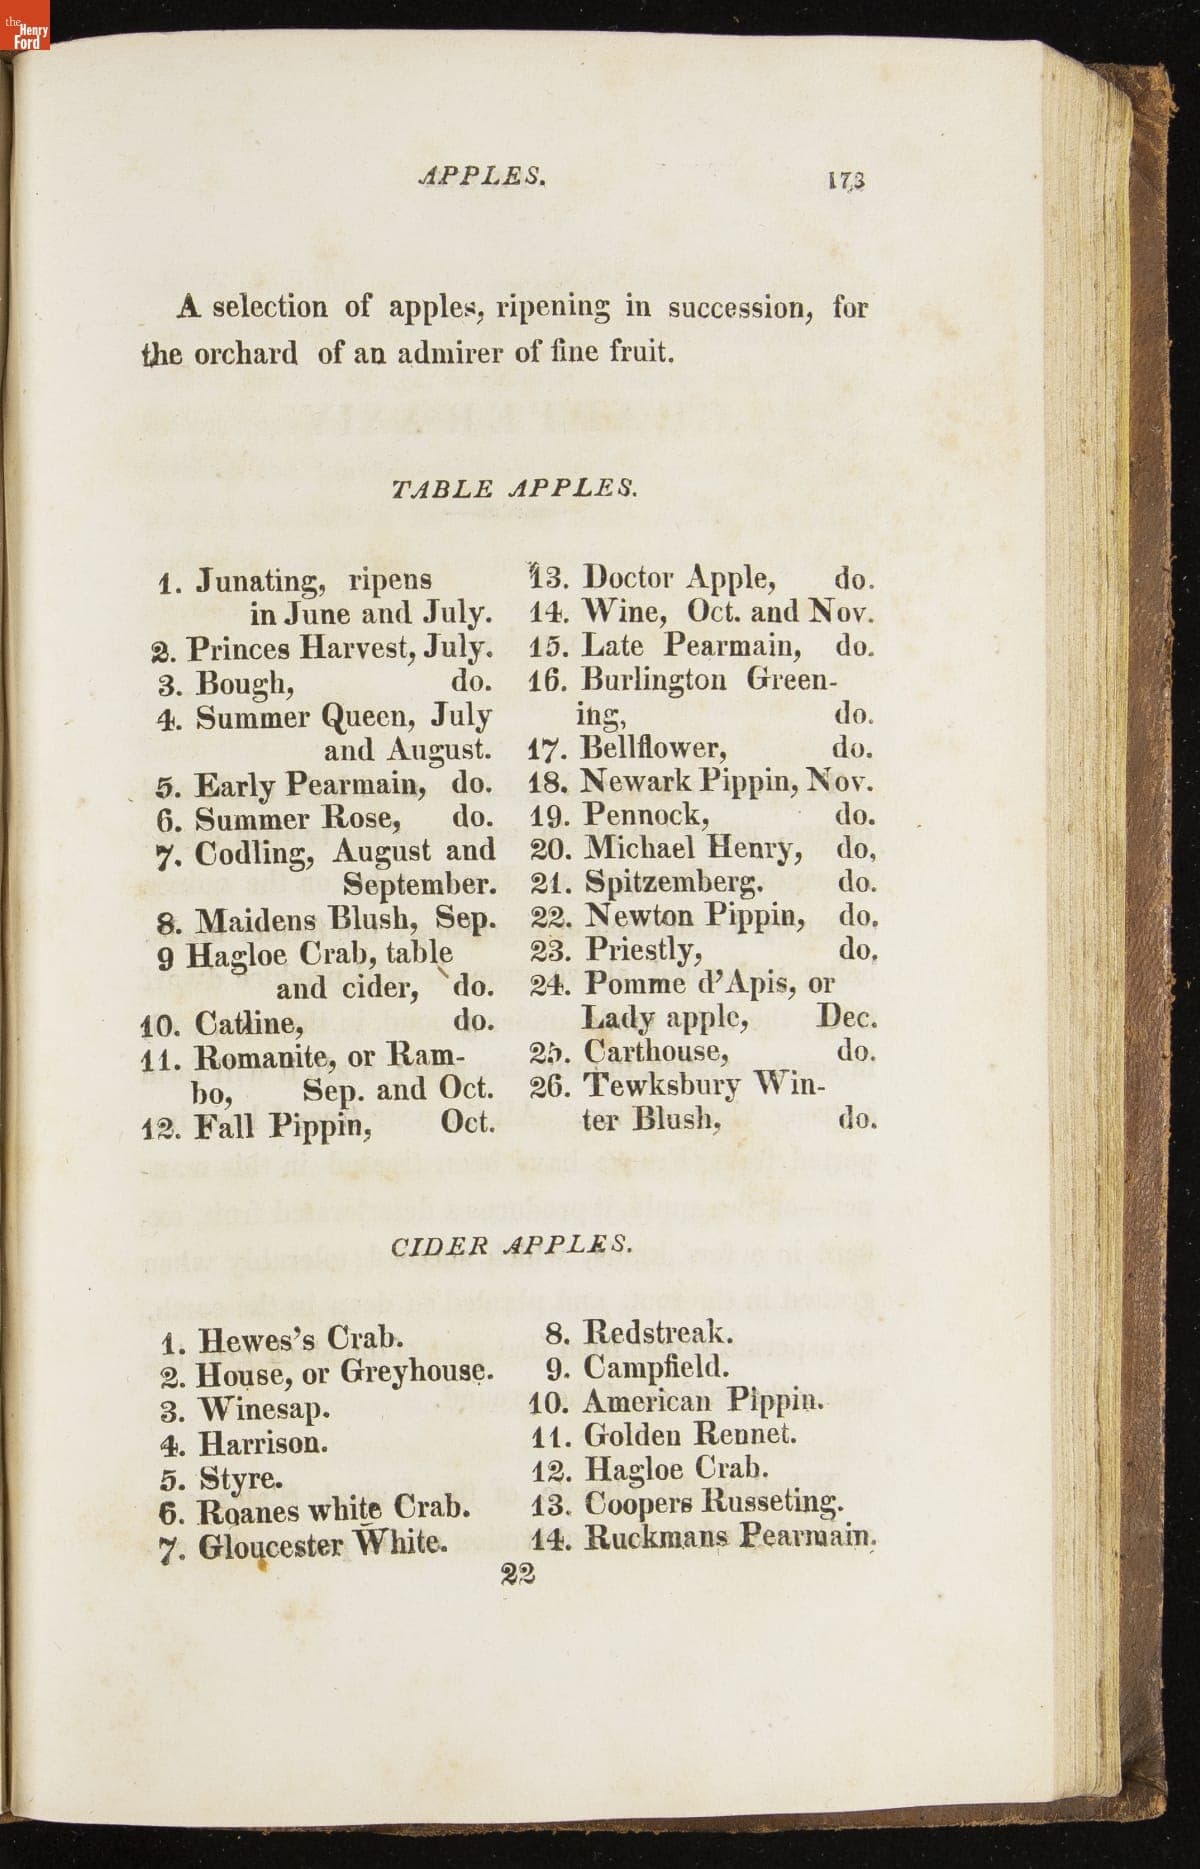 the
Henry
Ford
APPLES. 173
A selection of apples, ripening in succession, for
the orchard of an admirer of fine fruit.
TABLE APPLES.
1. Junating, ripens
in June and July.
2. Princes Harvest, July.
3. Bough, do.
4. Summer Queen, July
and August.
5. Early Pearmain, do.
6. Summer Rose, do.
7. Codling, August and
September.
8. Maidens Blush, Sep.
9 Hagloe Crab, table
and cider, do.
10. Catline, do.
11. Romanite, or Ram-
bo, Sep. and Oct.
12. Fall Pippin, Oct.
13. Doctor Apple, do.
14. Wine, Oct. and Nov.
15. Late Pearmain, do.
16. Burlington Green-
ing, do.
17. Bellflower, do.
18. Newark Pippin, Nov.
19. Pennock, do.
20. Michael Henry, do,
21. Spitzemberg. do.
22. Newton Pippin, do.
23. Priestly, do.
24. Pomme d'Apis, or
Lady apple, Dec.
25. Carthouse, do.
26. Tewksbury Win-
ter Blush, do.
CIDER APPLES.
1. Hewes's Crab.
2. House, or Greyhouse.
3. Winesap.
4. Harrison.
5. Styre.
6. Roanes white Crab.
7. Gloucester White.
8. Redstreak.
9. Campfield.
10. American Pippin.
11. Golden Rennet.
12. Hagloe Crab.
13. Coopers Russeting.
14. Ruckmans Pearmain.
22